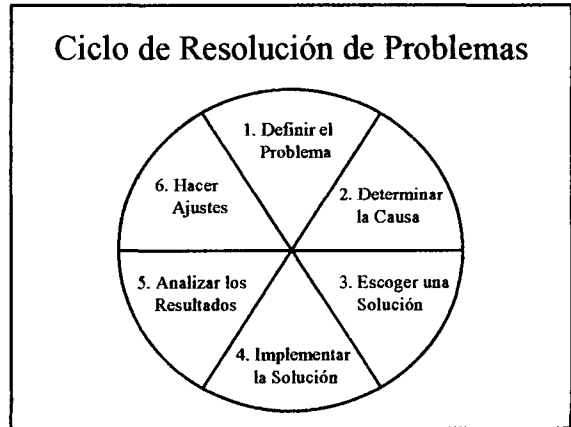 Ciclo de Resolución de Problemas
1. Definir el
Problema
2. Determinar
la Causa
3. Escoger una
Solución
4. Implementar
la Solución
5. Analizar los
Resultados
6. Hacer
Ajustes